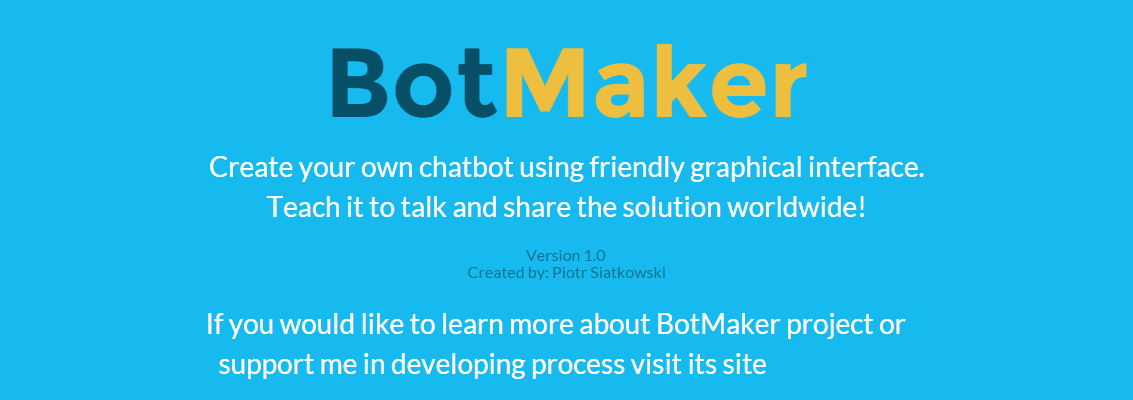 BotMaker
Create your own chatbot using friendly graphical interface.
Teach it to talk and share the solution worldwide!
Version 1.0
Created by: Piotr Siatkowski
If you would like to learn more about BotMaker project or
support me in developing process visit its site